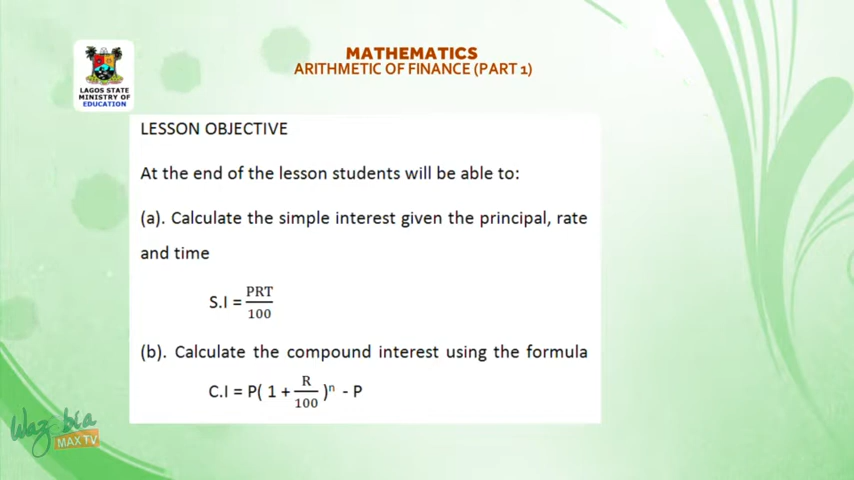 MATHEMATICS
ARITHMETIC OF FINANCE (PART 1)
LAGOS STATE
MINISTRY OF
EDUCATION
LESSON OBJECTIVE
At the end of the lesson students will be able to:
(a). Calculate the simple interest given the principal, rate
and time
S.I = PRT/100
(b). Calculate the compound interest using the formula
C.I = P( 1 + R/100 )ⁿ - P
Wazobia
MAX TV